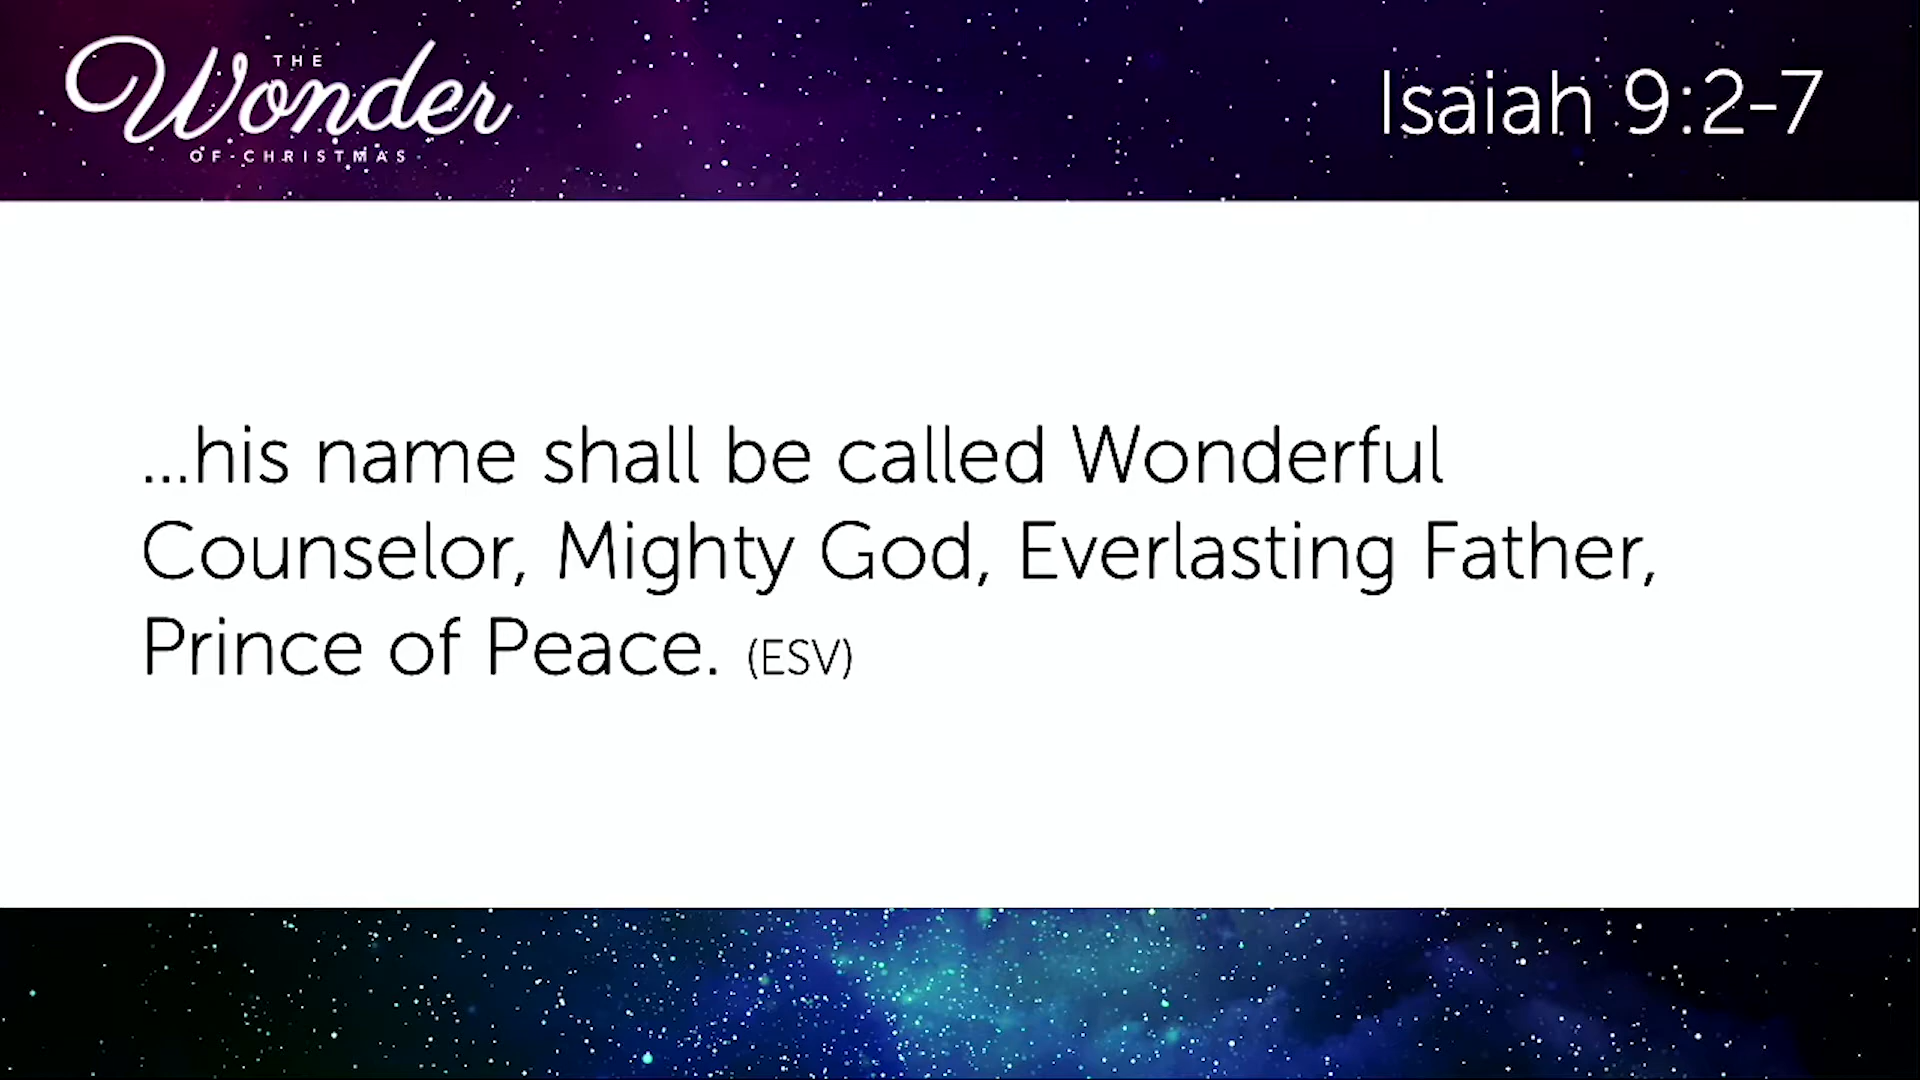 THE
Wonder
OF CHRISTMAS
Isaiah 9:2-7
...his name shall be called Wonderful
Counselor, Mighty God, Everlasting Father,
Prince of Peace. (ESV)